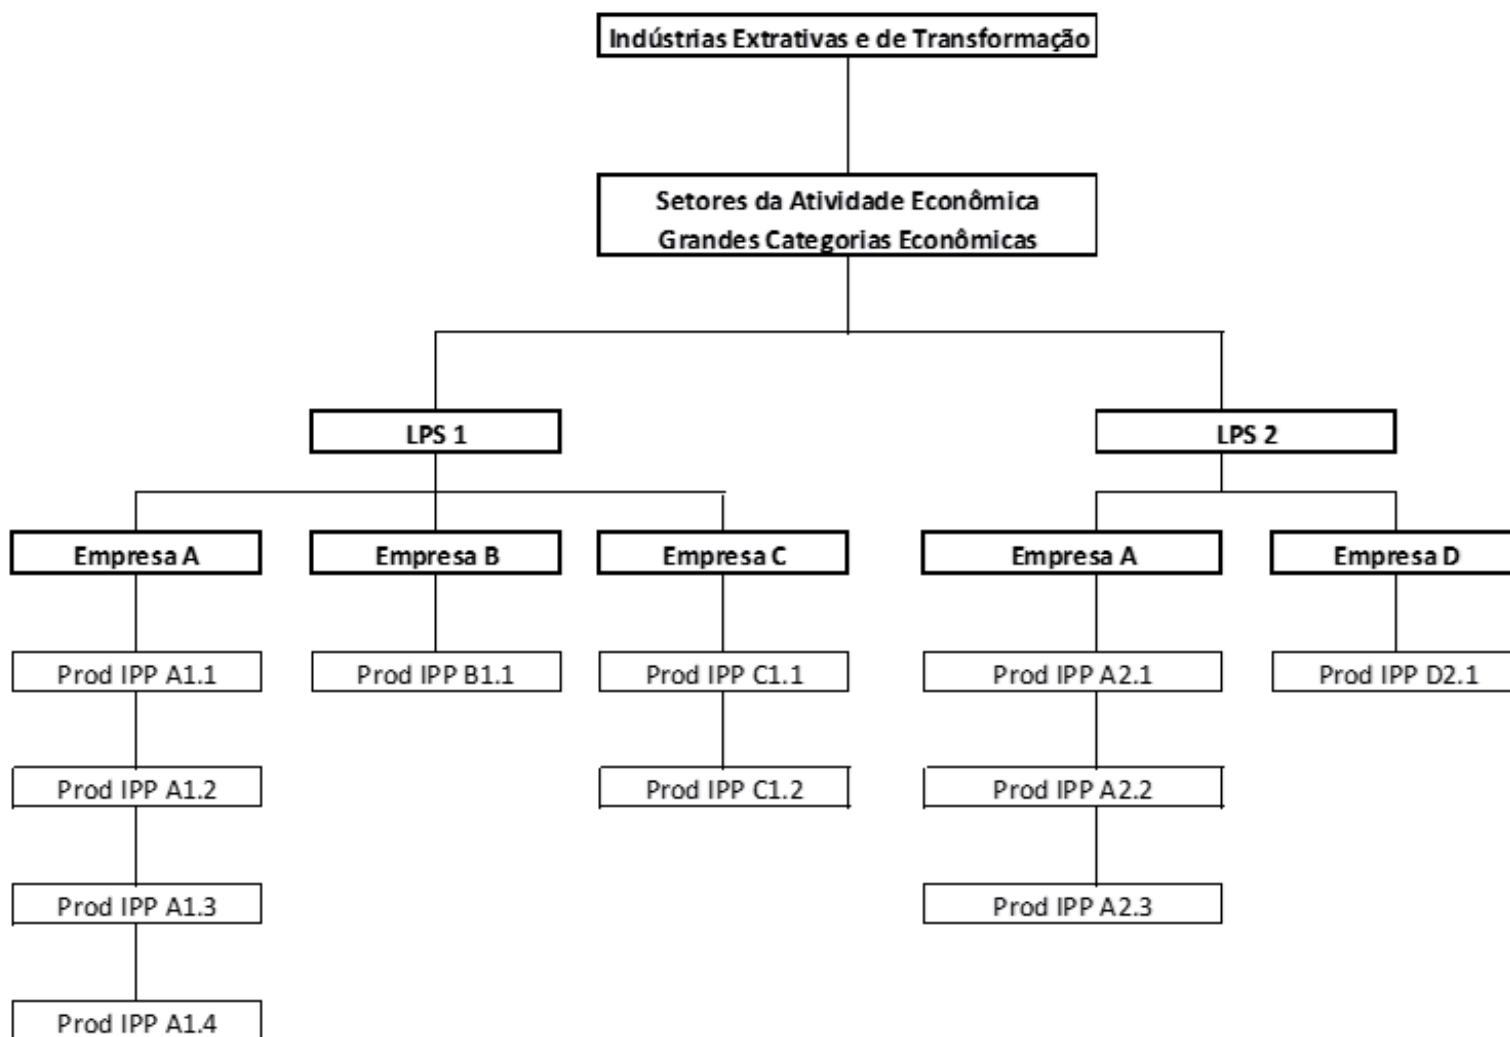 Indústrias Extrativas e de Transformação
Setores da Atividade Econômica
Grandes Categorias Econômicas
LPS 1
LPS 2
Empresa A
Empresa B
Empresa C
Empresa A
Empresa D
Prod IPP A1.1
Prod IPP B1.1
Prod IPP C1.1
Prod IPP A2.1
Prod IPP D2.1
Prod IPP A1.2
Prod IPP C1.2
Prod IPP A2.2
Prod IPP A1.3
Prod IPP A2.3
Prod IPP A1.4